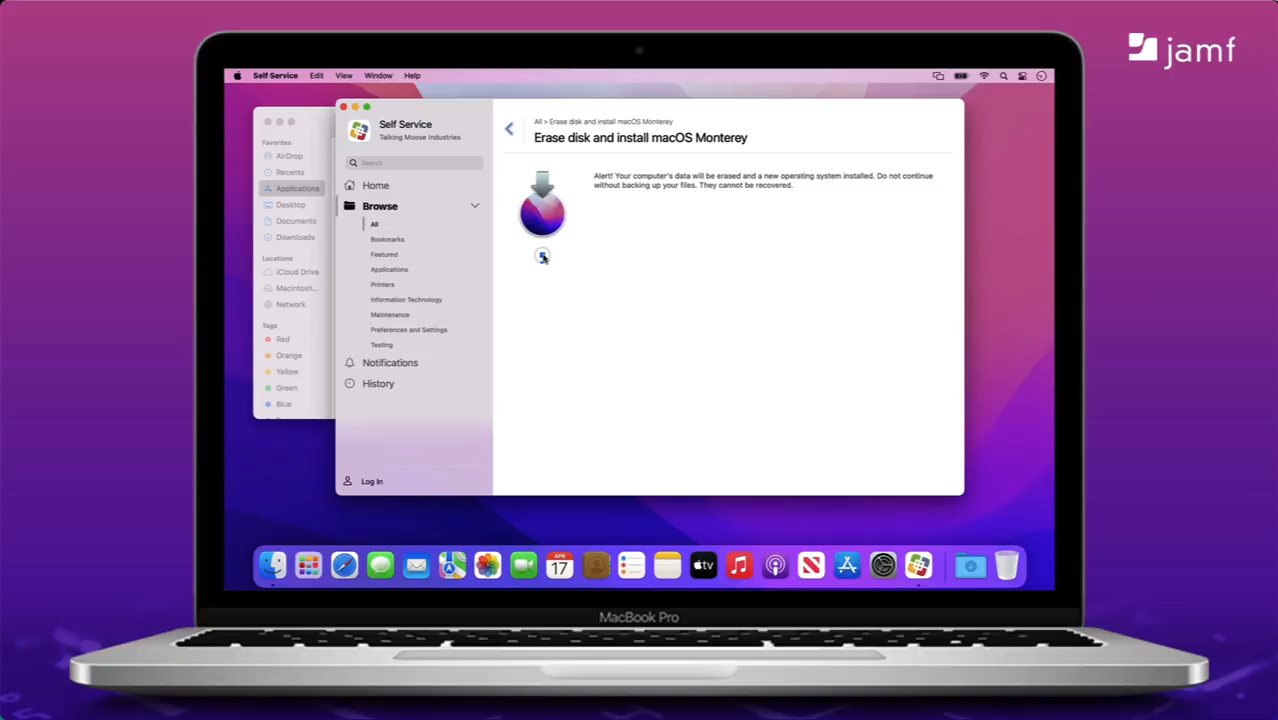 jamf
Self Service Edit View Window Help
Favorites
AirDrop
Recents
Applications
Desktop
Documents
Downloads
Locations
iCloud Drive
Macintosh...
Network
Tags
Red
Orange
Yellow
Green
Blue
Self Service
Talking Moose Industries
Search
Home
Browse
All
Bookmarks
Featured
Applications
Printers
Information Technology
Maintenance
Preferences and Settings
Testing
Notifications
History
Log In
All > Erase disk and install macOS Monterey
Erase disk and install macOS Monterey
Alert! Your computer's data will be erased and a new operating system installed. Do not continue
without backing up your files. They cannot be recovered.
APR
17
tv
MacBook Pro